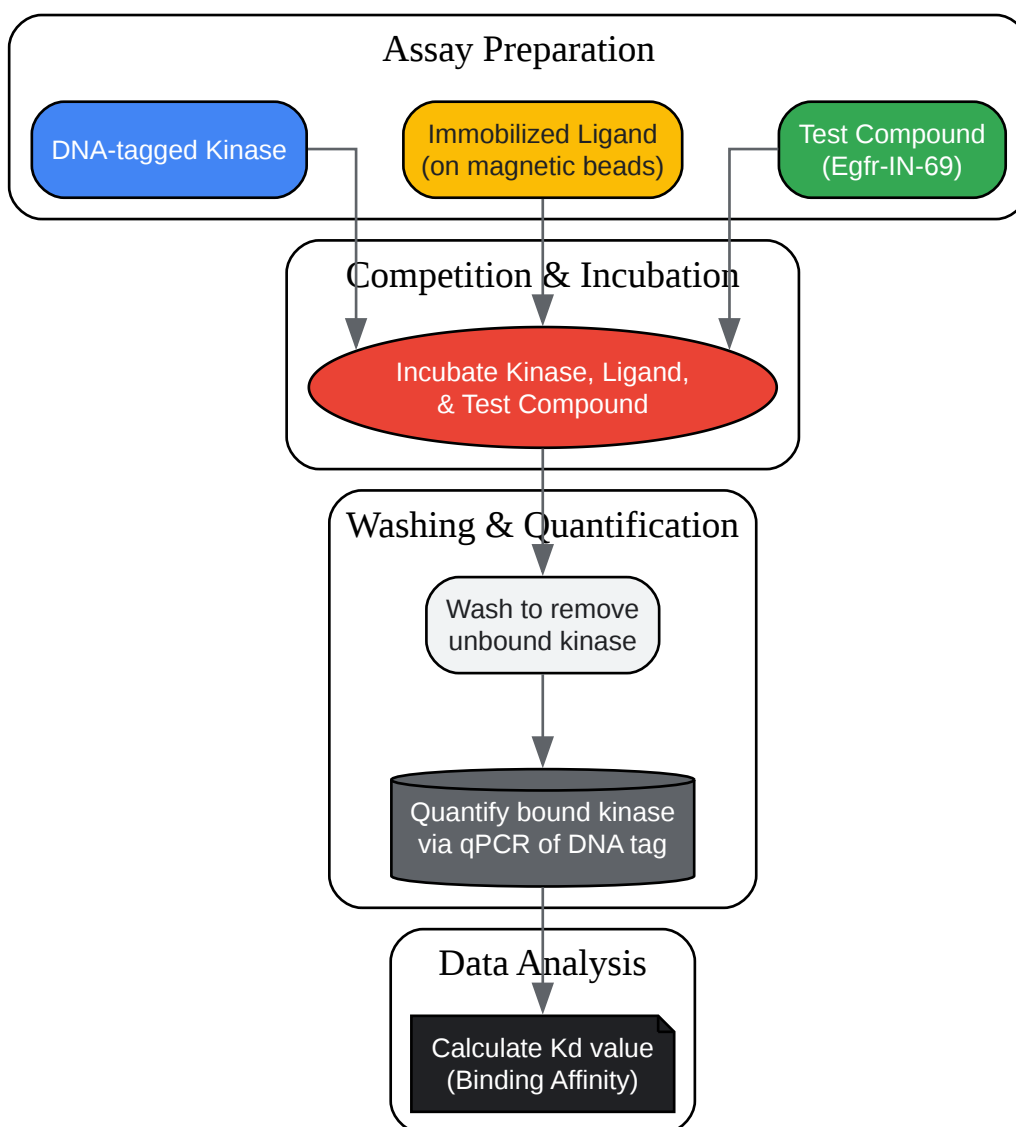 Assay Preparation
DNA-tagged Kinase
Immobilized Ligand
(on magnetic beads)
Test Compound
(Egfr-IN-69)
Competition & Incubation
Incubate Kinase, Ligand,
& Test Compound
Washing & Quantification
Wash to remove
unbound kinase
Quantify bound kinase
via qPCR of DNA tag
Data Analysis
Calculate Kd value
(Binding Affinity)